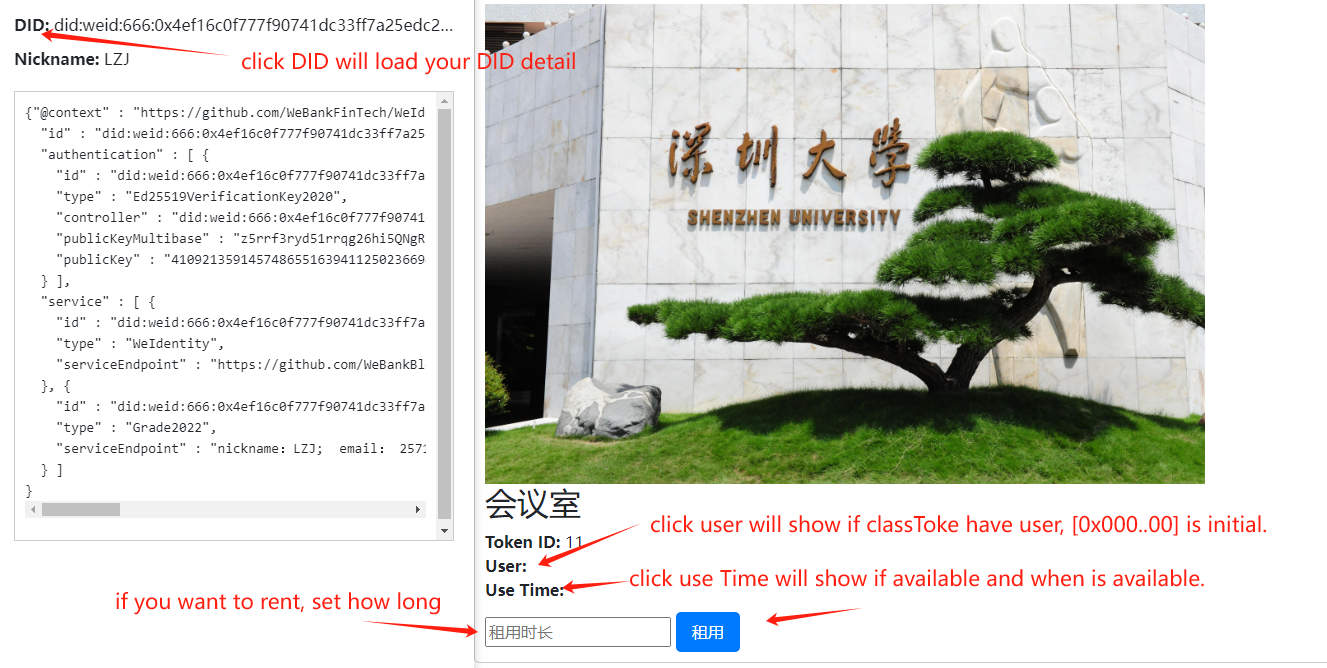 DID: did:weid:666:0x4ef16c0f777f90741dc33ff7a25edc2...
click DID will load your DID detail
Nickname: LZJ
{"@context" : "https://github.com/WeBankFinTech/WeId
"id" : "did:weid:666:0x4ef16c0f777f90741dc33ff7a25
"authentication" : [ {
"id" : "did:weid:666:0x4ef16c0f777f90741dc33ff7a
"type" : "Ed25519VerificationKey2020",
"controller" : "did:weid:666:0x4ef16c0f777f90741
"publicKeyMultibase" : "z5rrf3ryd51rrqg26hi5QNgR
"publicKey" : "410921359145748655163941125023669
} ],
"service" : [ {
"id" : "did:weid:666:0x4ef16c0f777f90741dc33ff7a
"type" : "WeIdentity",
"serviceEndpoint" : "https://github.com/WeBankBl
}, {
"id" : "did:weid:666:0x4ef16c0f777f90741dc33ff7a
"type" : "Grade2022",
"serviceEndpoint" : "nickname: LZJ;  email:  2571
} ]
}
深圳大學
SHENZHEN UNIVERSITY
会议室
click user will show if classToke have user, [0x000..00] is initial.
Token ID: 11
User:
click use Time will show if available and when is available.
Use Time:
if you want to rent, set how long
租用时长 租用